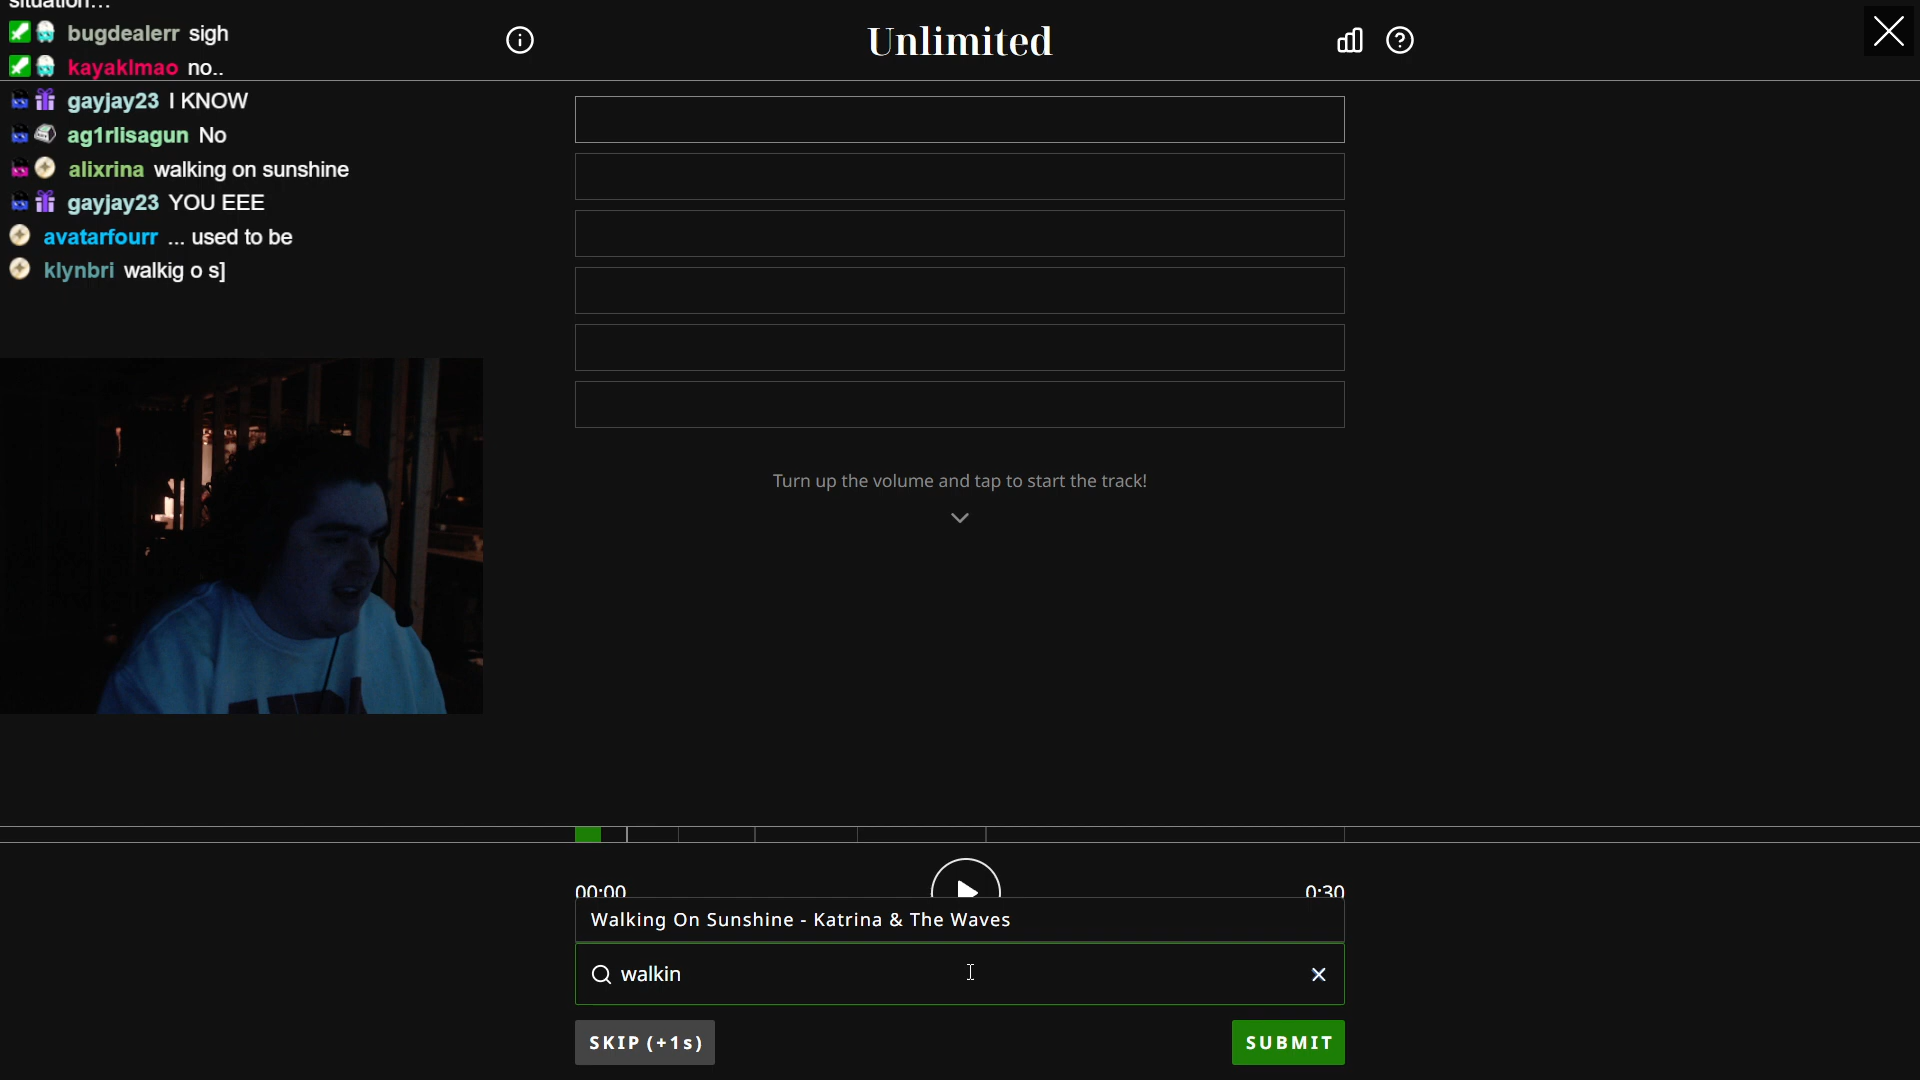 situation...
bugdealerr sigh
kayaklmao no..
gayjay23 I KNOW
ag1rlisagun No
alixrina walking on sunshine
gayjay23 YOU EEE
avatarfourr ... used to be
klynbri walkig o s]
Unlimited
Turn up the volume and tap to start the track!
00:00
0:30
Walking On Sunshine - Katrina & The Waves
walkin
SKIP (+1s)
SUBMIT